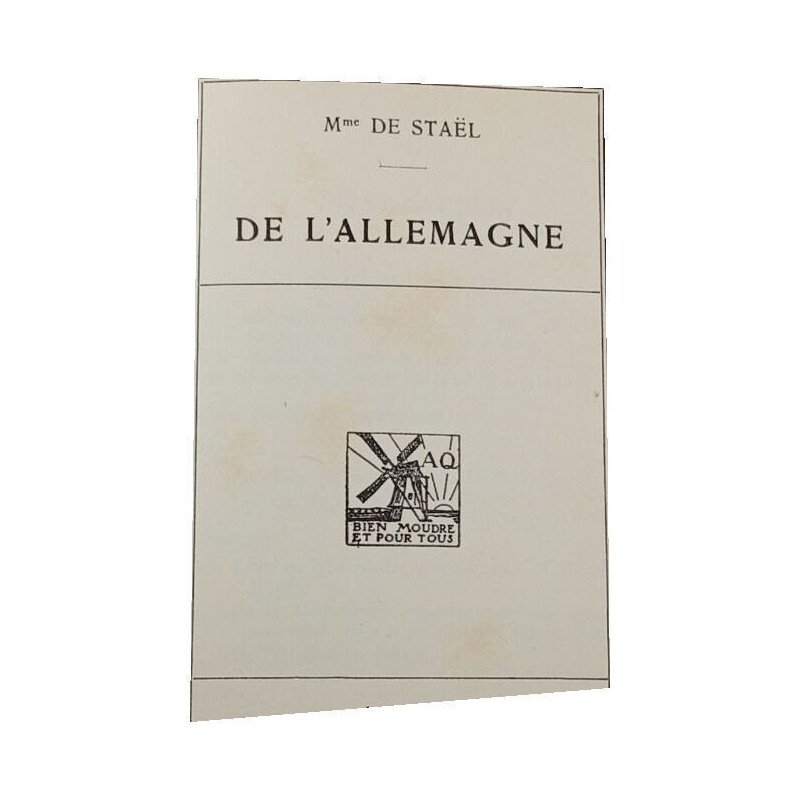 Mme DE STAËL
DE L'ALLEMAGNE
AQ
BIEN MOUDRE
ET POUR TOUS